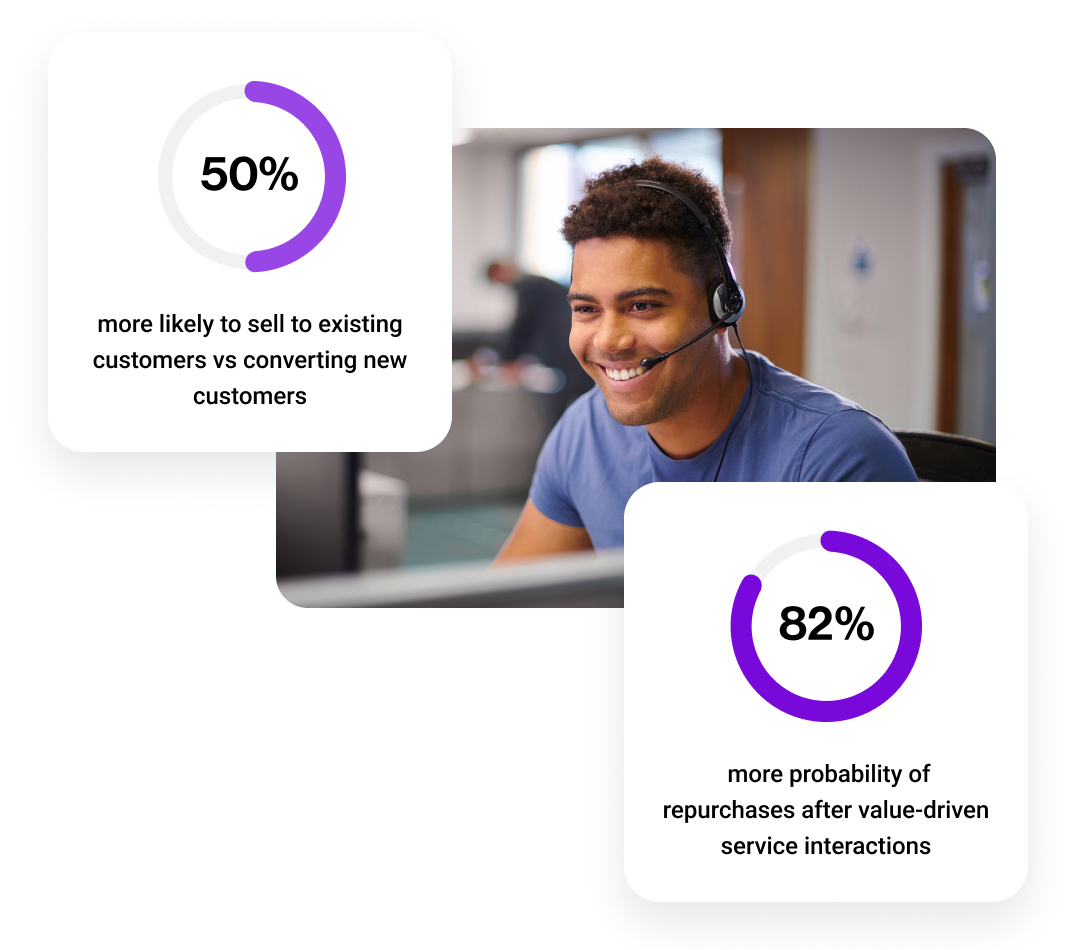 50%
more likely to sell to existing
customers vs converting new
customers
82%
more probability of
repurchases after value-driven
service interactions